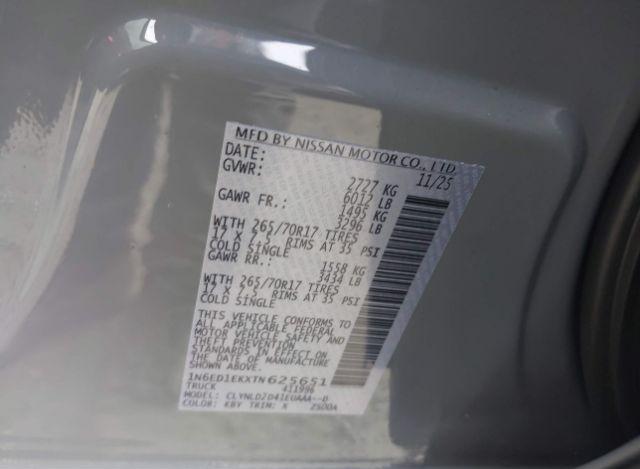 MFD BY NISSAN MOTOR CO., LTD
DATE: 11/25
GVWR: 2727 KG
6012 LB
GAWR FR.: 1495 KG
3296 LB
WITH 265/70R17 TIRES
17 X 7.5 RIMS AT 35 PSI
COLD SINGLE
GAWR RR.: 1558 KG
3434 LB
WITH 265/70R17 TIRES
17 X 7.5 RIMS AT 35 PSI
COLD SINGLE
THIS VEHICLE CONFORMS TO
ALL APPLICABLE FEDERAL
MOTOR VEHICLE SAFETY AND
THEFT PREVENTION
STANDARDS IN EFFECT ON
THE DATE OF MANUFACTURE
SHOWN ABOVE.
1N6ED1EKXTN625651
TRUCK 411996
CLYNLD2D41EUAAA--D
COLOR: KBY TRIM: X 2500A